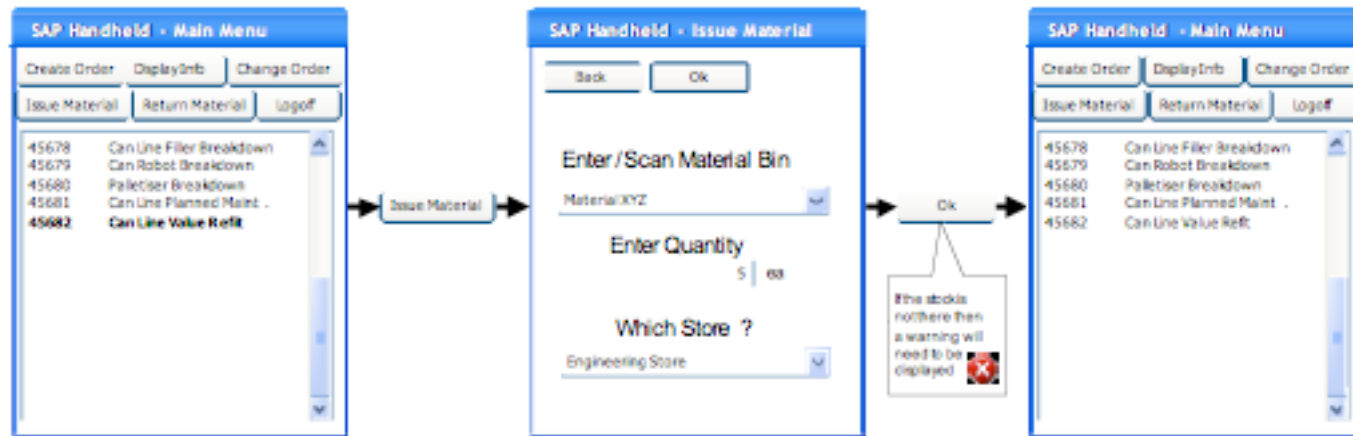 SAP Handheld - Main Menu
Create Order DisplayInfo Change Order
Issue Material Return Material Logoff
45678 Can Line Filler Breakdown
45679 Can Robot Breakdown
45680 Palletiser Breakdown
45681 Can Line Planned Maint .
45682 Can Line Value Refit
Issue Material
SAP Handheld - Issue Material
Back Ok
Enter / Scan Material Bin
Material XYZ
Enter Quantity
5 ea
Which Store ?
Engineering Store
Ok
If the stock is
not there then
a warning will
need to be
displayed
SAP Handheld - Main Menu
Create Order DisplayInfo Change Order
Issue Material Return Material Logoff
45678 Can Line Filler Breakdown
45679 Can Robot Breakdown
45680 Palletiser Breakdown
45681 Can Line Planned Maint .
45682 Can Line Value Refit